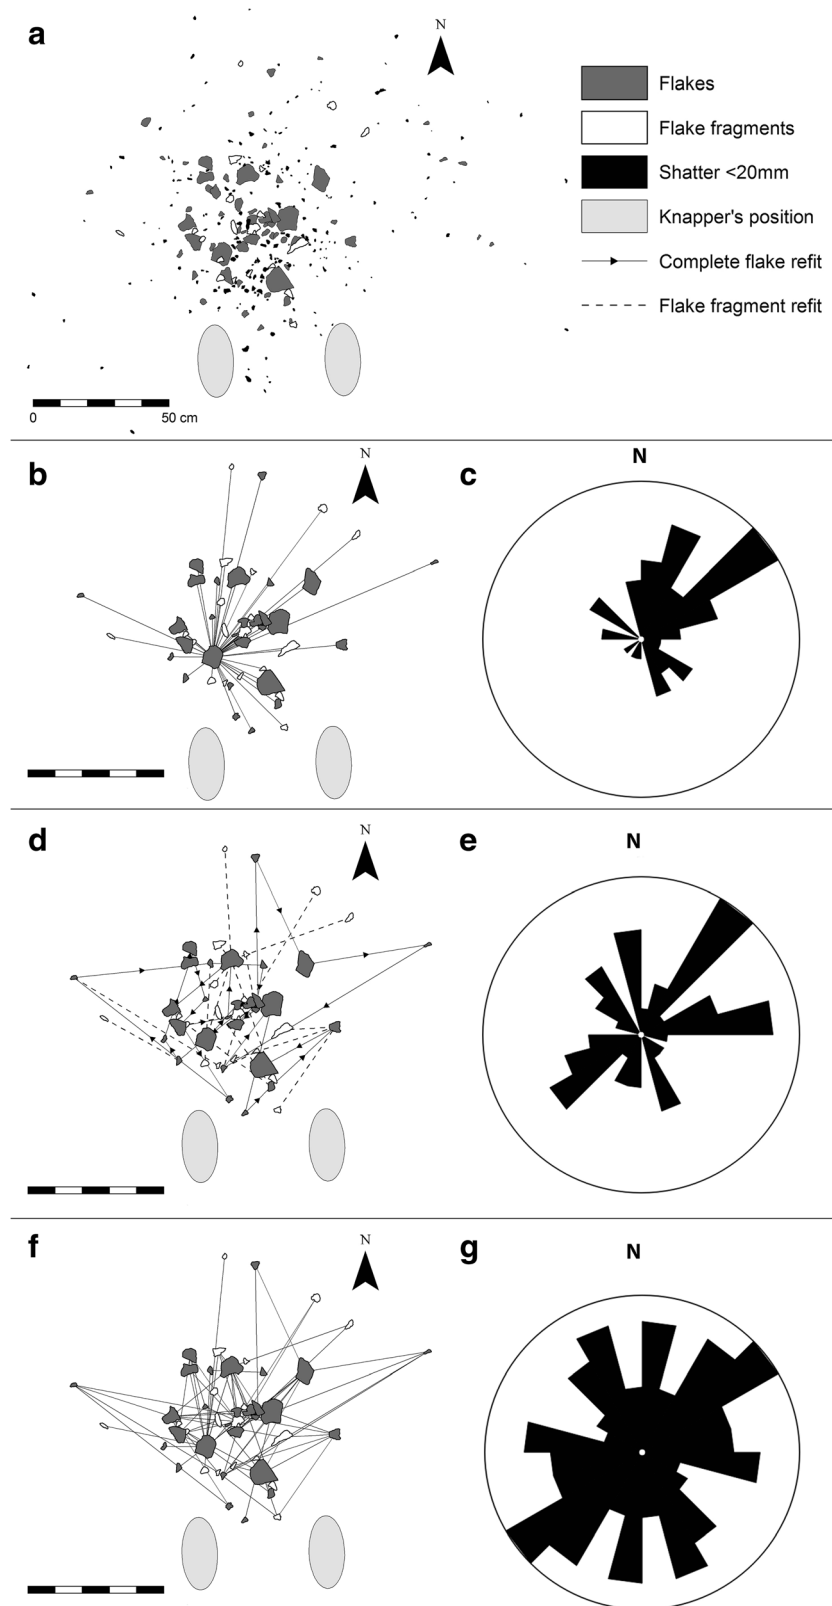 a
N
Flakes
Flake fragments
Shatter <20mm
Knapper's position
Complete flake refit
Flake fragment refit
0 50 cm
b
N
c
N
d
N
e
N
f
N
g
N